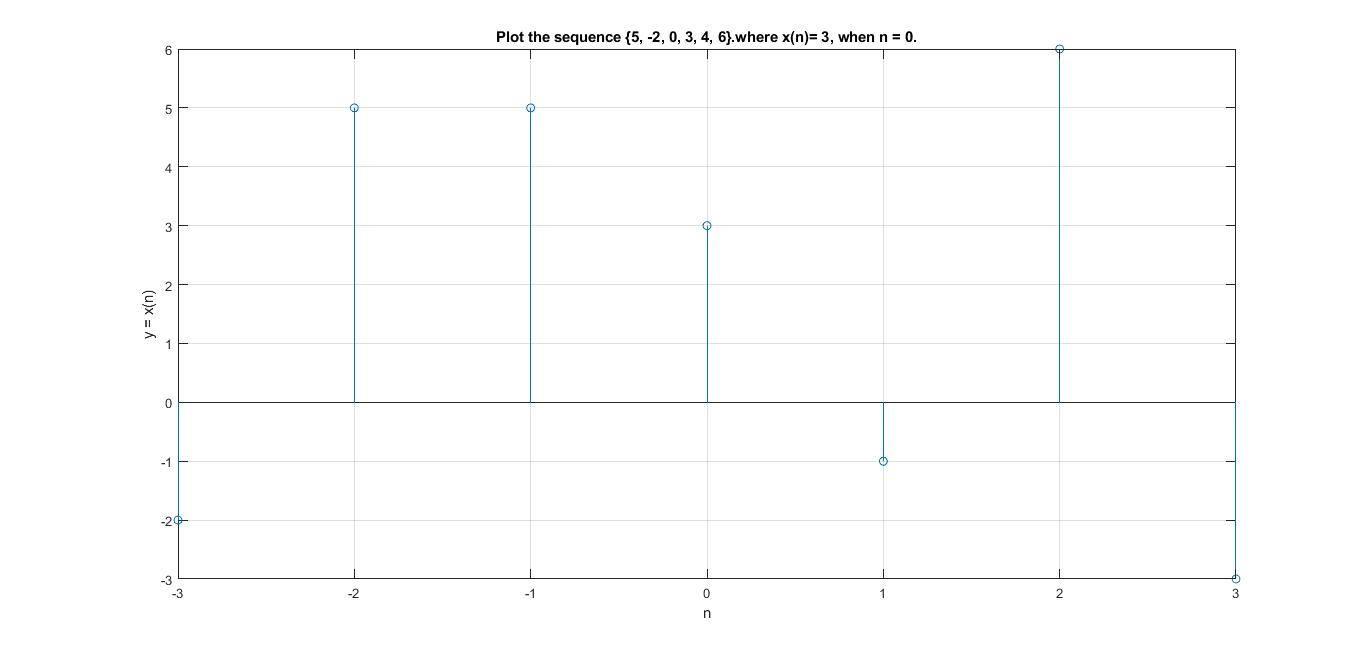 Plot the sequence {5, -2, 0, 3, 4, 6}.where x(n)= 3, when n = 0.
6
5
4
3
2
1
0
-1
-2
-3
y = x(n)
-3 -2 -1 0 1 2 3
n